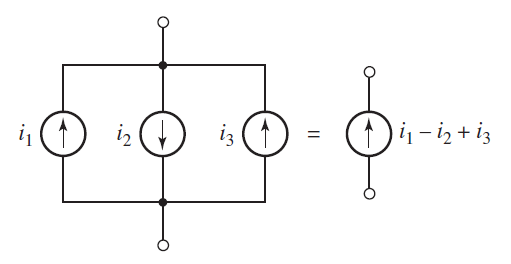 i₁ i₂ i₃ = i₁ − i₂ + i₃